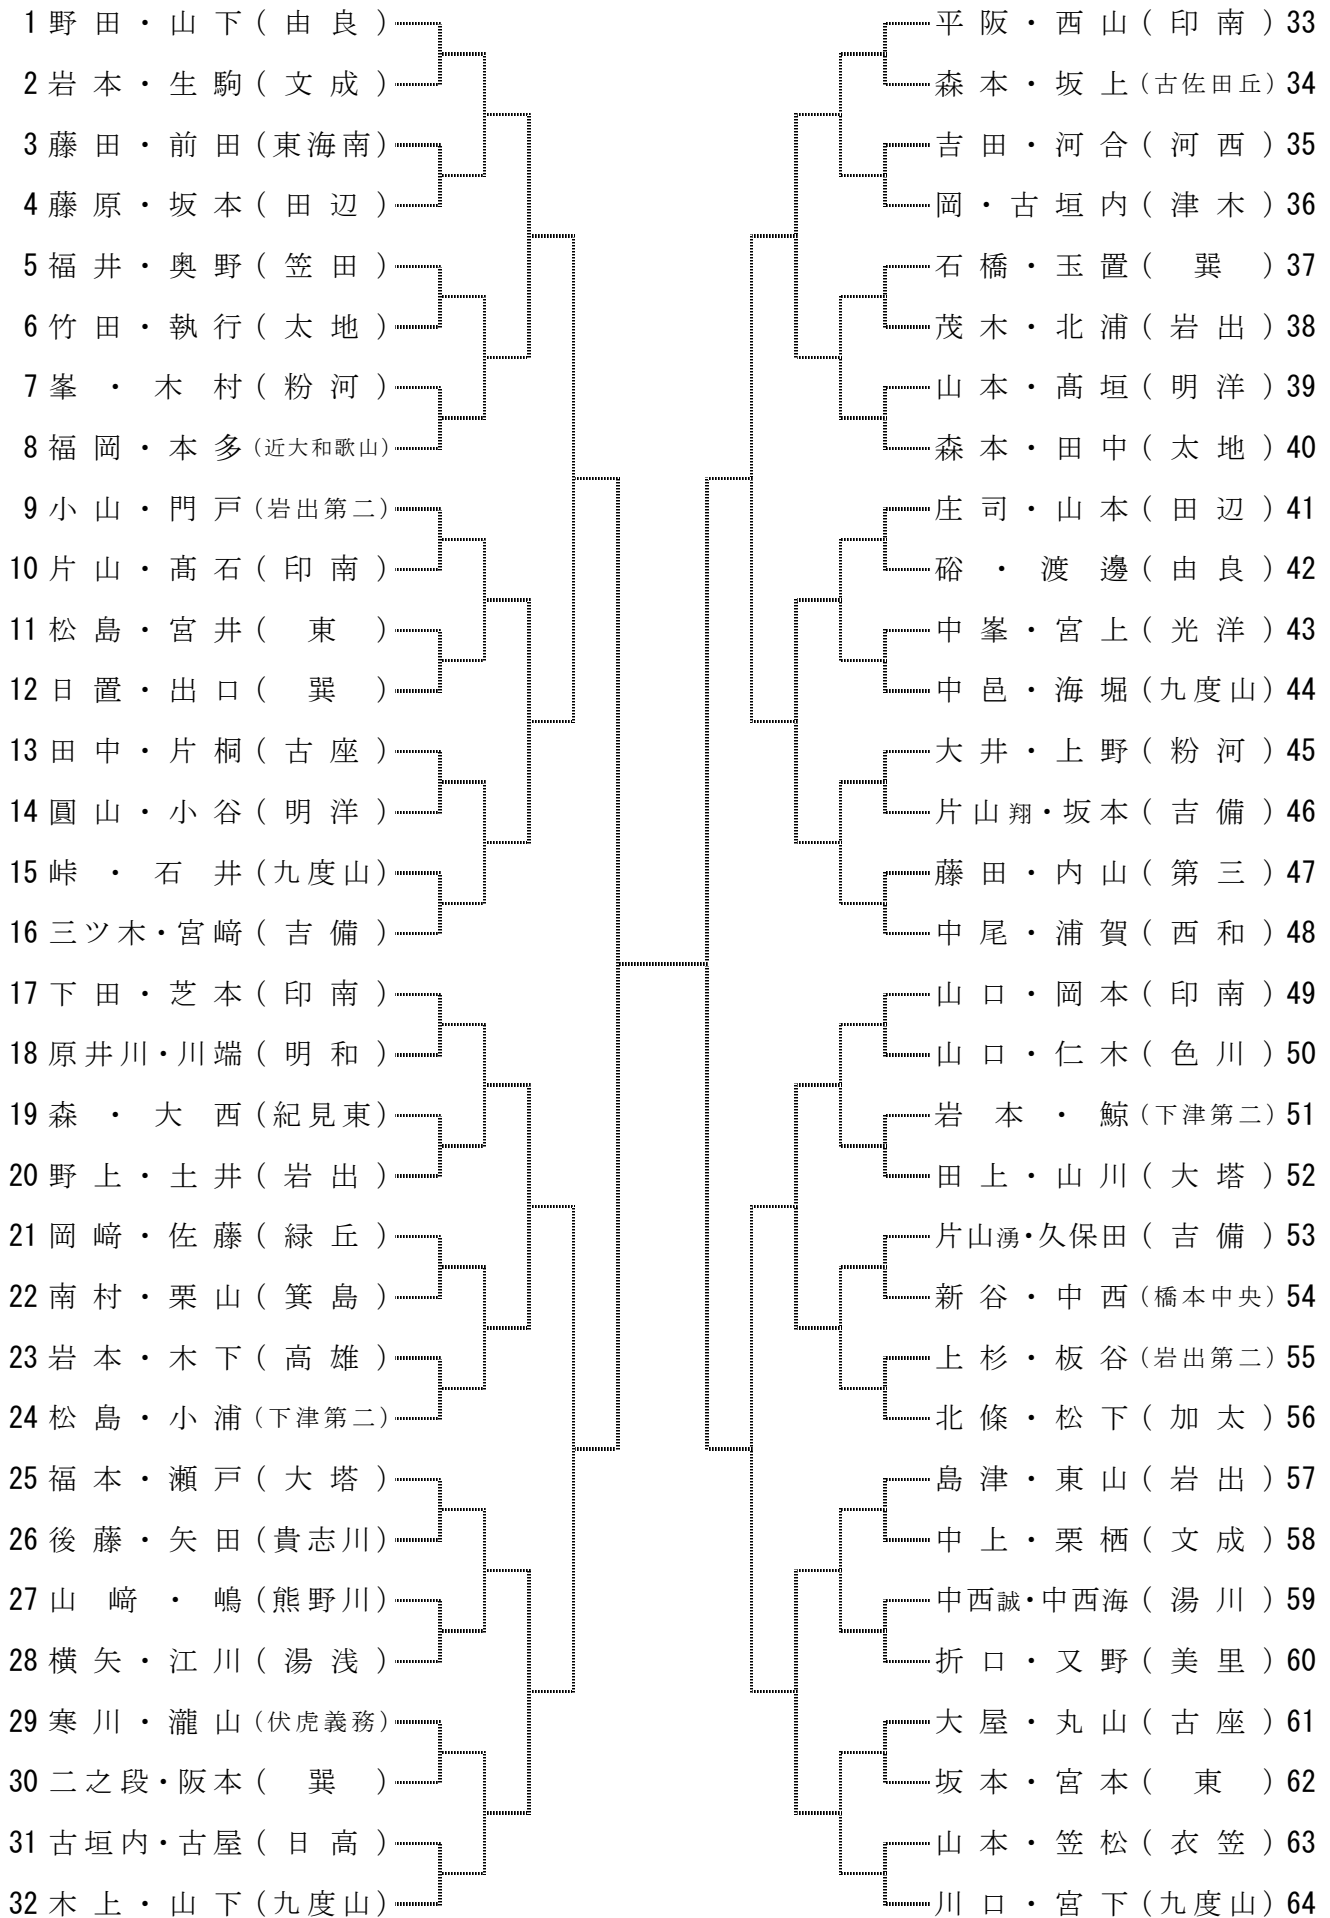 1 野田・山下(由良)
2 岩本・生駒(文成)
3 藤田・前田(東海南)
4 藤原・坂本(田辺)
5 福井・奥野(笠田)
6 竹田・執行(太地)
7 峯・木村(粉河)
8 福岡・本多(近大和歌山)
9 小山・門戸(岩出第二)
10 片山・髙石(印南)
11 松島・宮井(東)
12 日置・出口(巽)
13 田中・片桐(古座)
14 圓山・小谷(明洋)
15 峠・石井(九度山)
16 三ツ木・宮﨑(吉備)
17 下田・芝本(印南)
18 原井川・川端(明和)
19 森・大西(紀見東)
20 野上・土井(岩出)
21 岡﨑・佐藤(緑丘)
22 南村・栗山(箕島)
23 岩本・木下(高雄)
24 松島・小浦(下津第二)
25 福本・瀬戸(大塔)
26 後藤・矢田(貴志川)
27 山﨑・嶋(熊野川)
28 横矢・江川(湯浅)
29 寒川・瀧山(伏虎義務)
30 二之段・阪本(巽)
31 古垣内・古屋(日高)
32 木上・山下(九度山)
平阪・西山(印南) 33
森本・坂上(古佐田丘) 34
吉田・河合(河西) 35
岡・古垣内(津木) 36
石橋・玉置(巽) 37
茂木・北浦(岩出) 38
山本・髙垣(明洋) 39
森本・田中(太地) 40
庄司・山本(田辺) 41
硲・渡邊(由良) 42
中峯・宮上(光洋) 43
中邑・海堀(九度山) 44
大井・上野(粉河) 45
片山翔・坂本(吉備) 46
藤田・内山(第三) 47
中尾・浦賀(西和) 48
山口・岡本(印南) 49
山口・仁木(色川) 50
岩本・鯨(下津第二) 51
田上・山川(大塔) 52
片山湧・久保田(吉備) 53
新谷・中西(橋本中央) 54
上杉・板谷(岩出第二) 55
北條・松下(加太) 56
島津・東山(岩出) 57
中上・栗栖(文成) 58
中西誠・中西海(湯川) 59
折口・又野(美里) 60
大屋・丸山(古座) 61
坂本・宮本(東) 62
山本・笠松(衣笠) 63
川口・宮下(九度山) 64